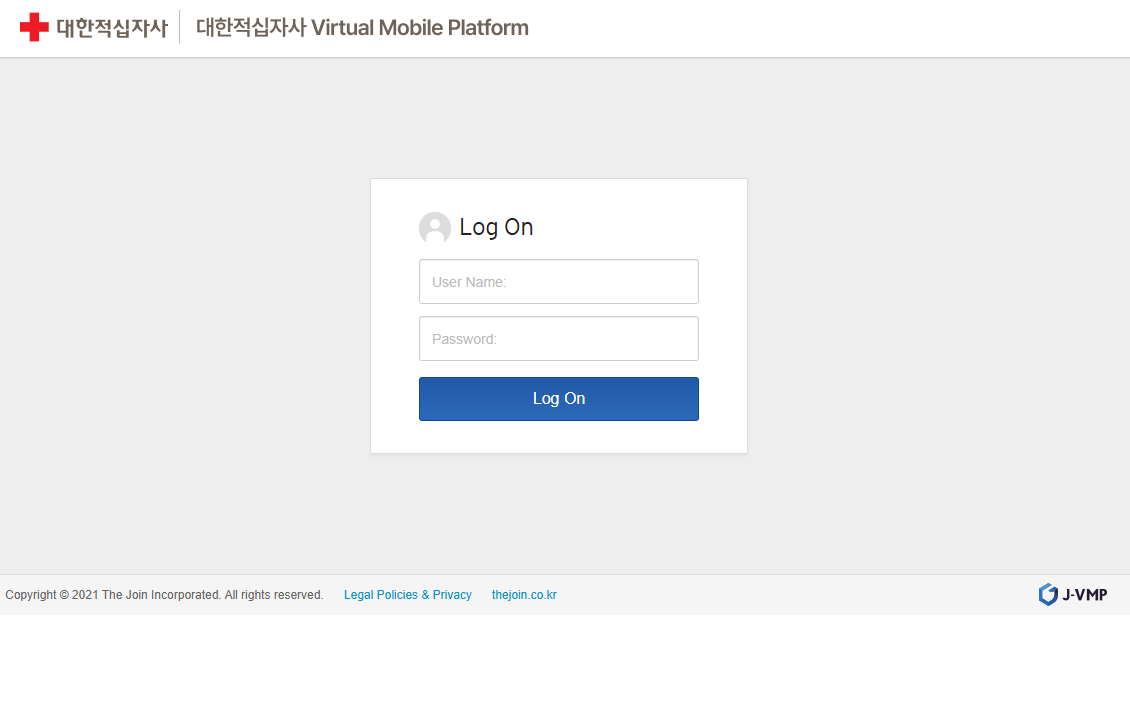 대한적십자사 대한적십자사 Virtual Mobile Platform
Log On
User Name:
Password:
Log On
Copyright © 2021 The Join Incorporated. All rights reserved. Legal Policies & Privacy thejoin.co.kr J-VMP